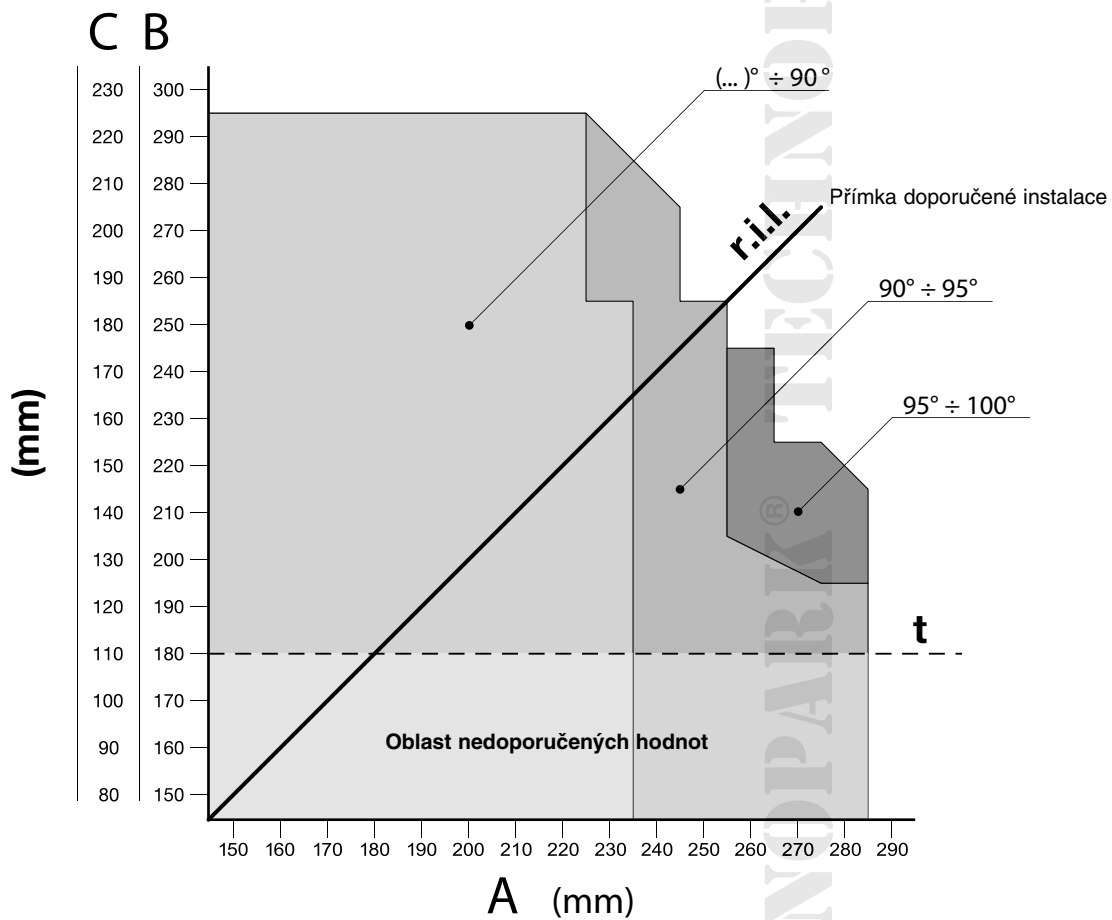 C B
(... )° ÷ 90°
230 300
220 290
210 280
200 270
190 260
180 250
170 240
160 230
150 220
140 210
130 200
120 190
110 180
100 170
90 160
80 150
(mm)
r.i.l.
Přímka doporučené instalace
90° ÷ 95°
95° ÷ 100°
t
Oblast nedoporučených hodnot
150 160 170 180 190 200 210 220 230 240 250 260 270 280 290
A (mm)
NOPARK® TECHNO